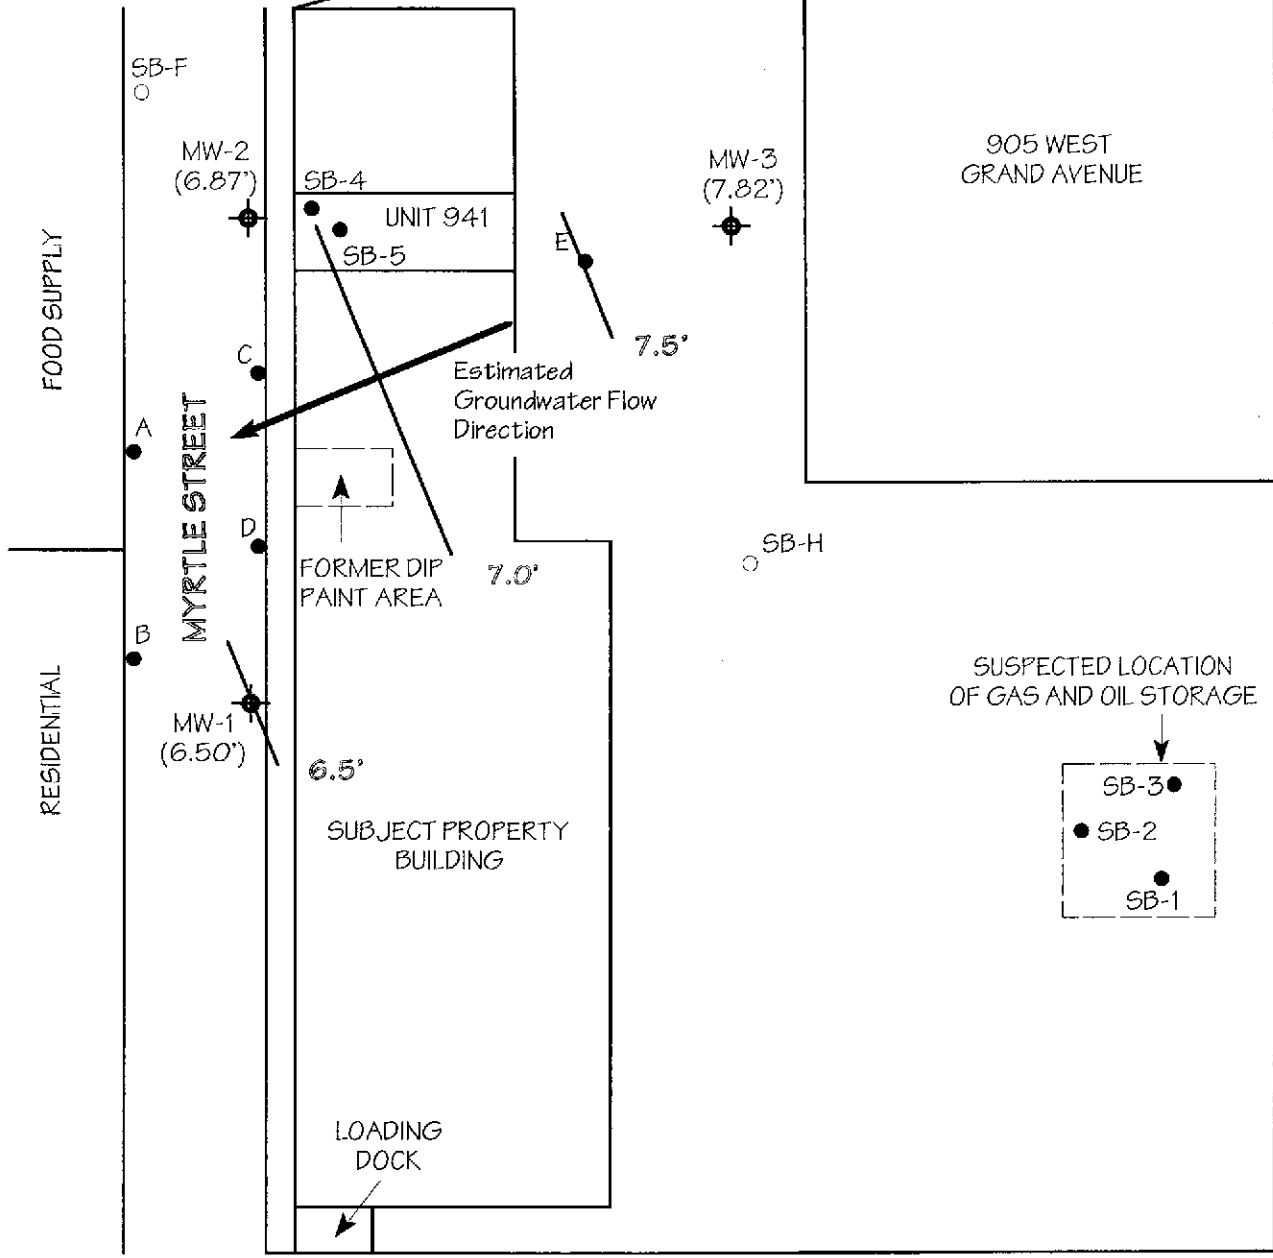 SB-F
MW-2
(6.87')
SB-4
UNIT 941
SB-5
MW-3
(7.82')
905 WEST
GRAND AVENUE
E
7.5'
FOOD SUPPLY
C
Estimated
Groundwater Flow
Direction
A
MYRTLE STREET
D
FORMER DIP
PAINT AREA
7.0'
SB-H
B
RESIDENTIAL
MW-1
(6.50')
6.5'
SUBJECT PROPERTY
BUILDING
SUSPECTED LOCATION
OF GAS AND OIL STORAGE
SB-3
SB-2
SB-1
LOADING
DOCK